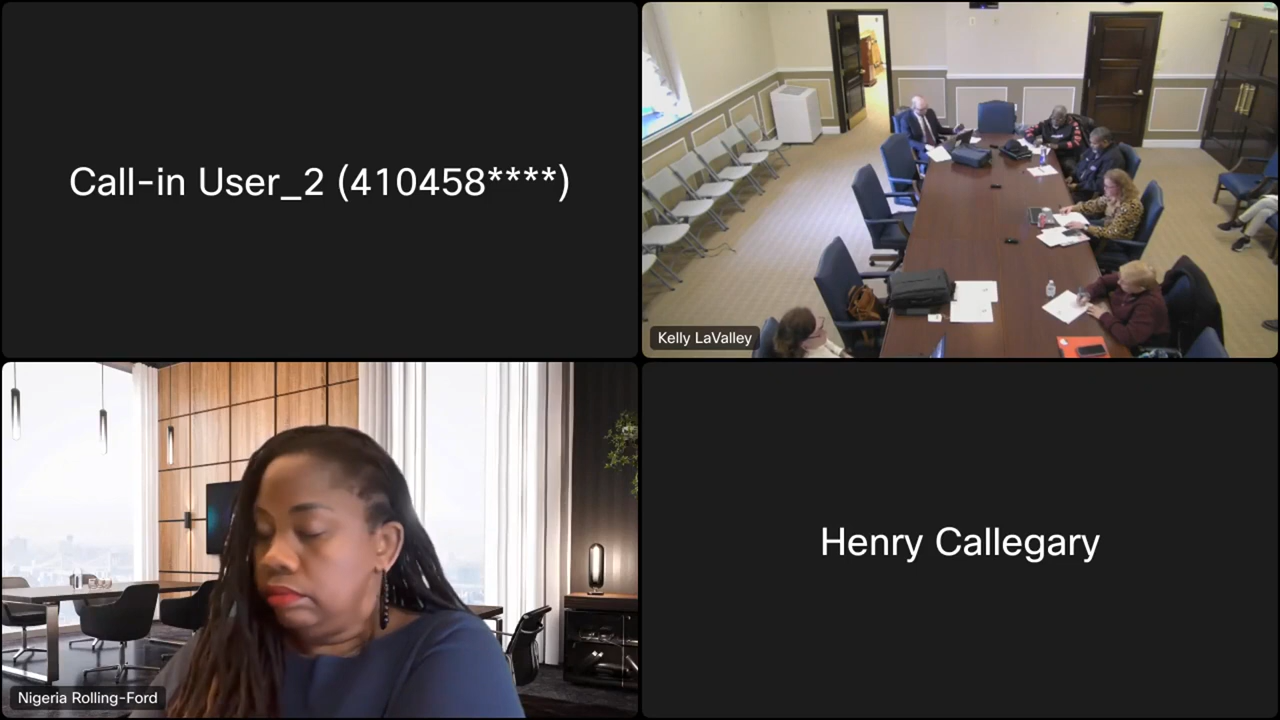 Call-in User_2 (410458****)
Kelly LaValley
Nigeria Rolling-Ford
Henry Callegary